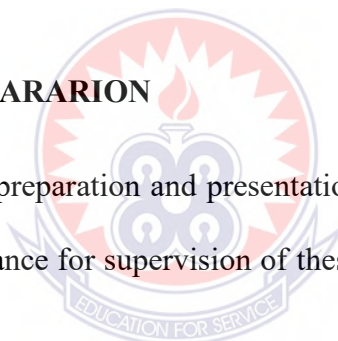 ARARION
preparation and presentatio
ance for supervision of thes
EDUCATION FOR SERVICE